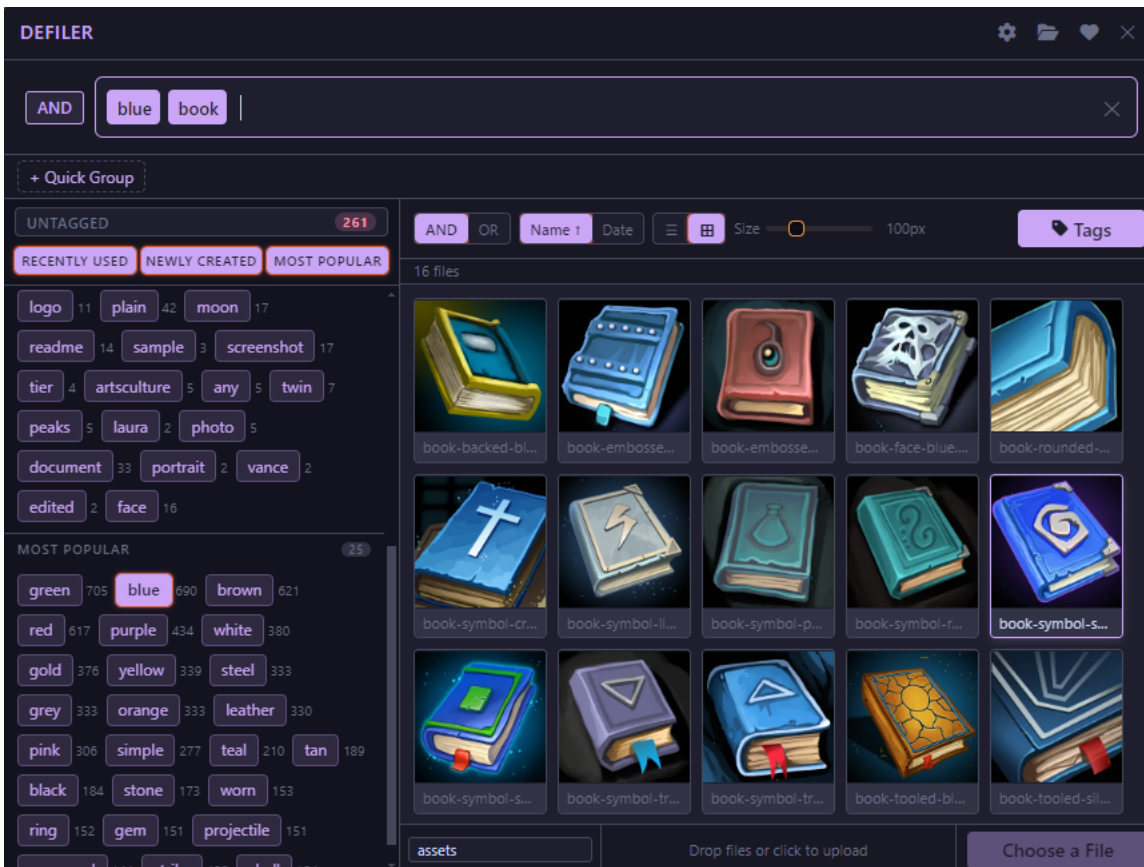 DEFILER
AND blue book
+ Quick Group
UNTAGGED 261
RECENTLY USED NEWLY CREATED MOST POPULAR
logo 11 plain 42 moon 17
readme 14 sample 3 screenshot 17
tier 4 artsculture 5 any 5 twin 7
peaks 5 laura 2 photo 5
document 33 portrait 2 vance 2
edited 2 face 16
MOST POPULAR 25
green 705 blue 690 brown 621
red 617 purple 434 white 380
gold 376 yellow 339 steel 333
grey 333 orange 333 leather 330
pink 306 simple 277 teal 210 tan 189
black 184 stone 173 worn 153
ring 152 gem 151 projectile 151
AND OR Name ↑ Date Size 100px Tags
16 files
book-backed-bl... book-embosse... book-embosse... book-face-blue.... book-rounded-...
book-symbol-cr... book-symbol-li... book-symbol-p... book-symbol-r... book-symbol-s...
book-symbol-s... book-symbol-tr... book-symbol-tr... book-tooled-bl... book-tooled-sil...
assets Drop files or click to upload Choose a File